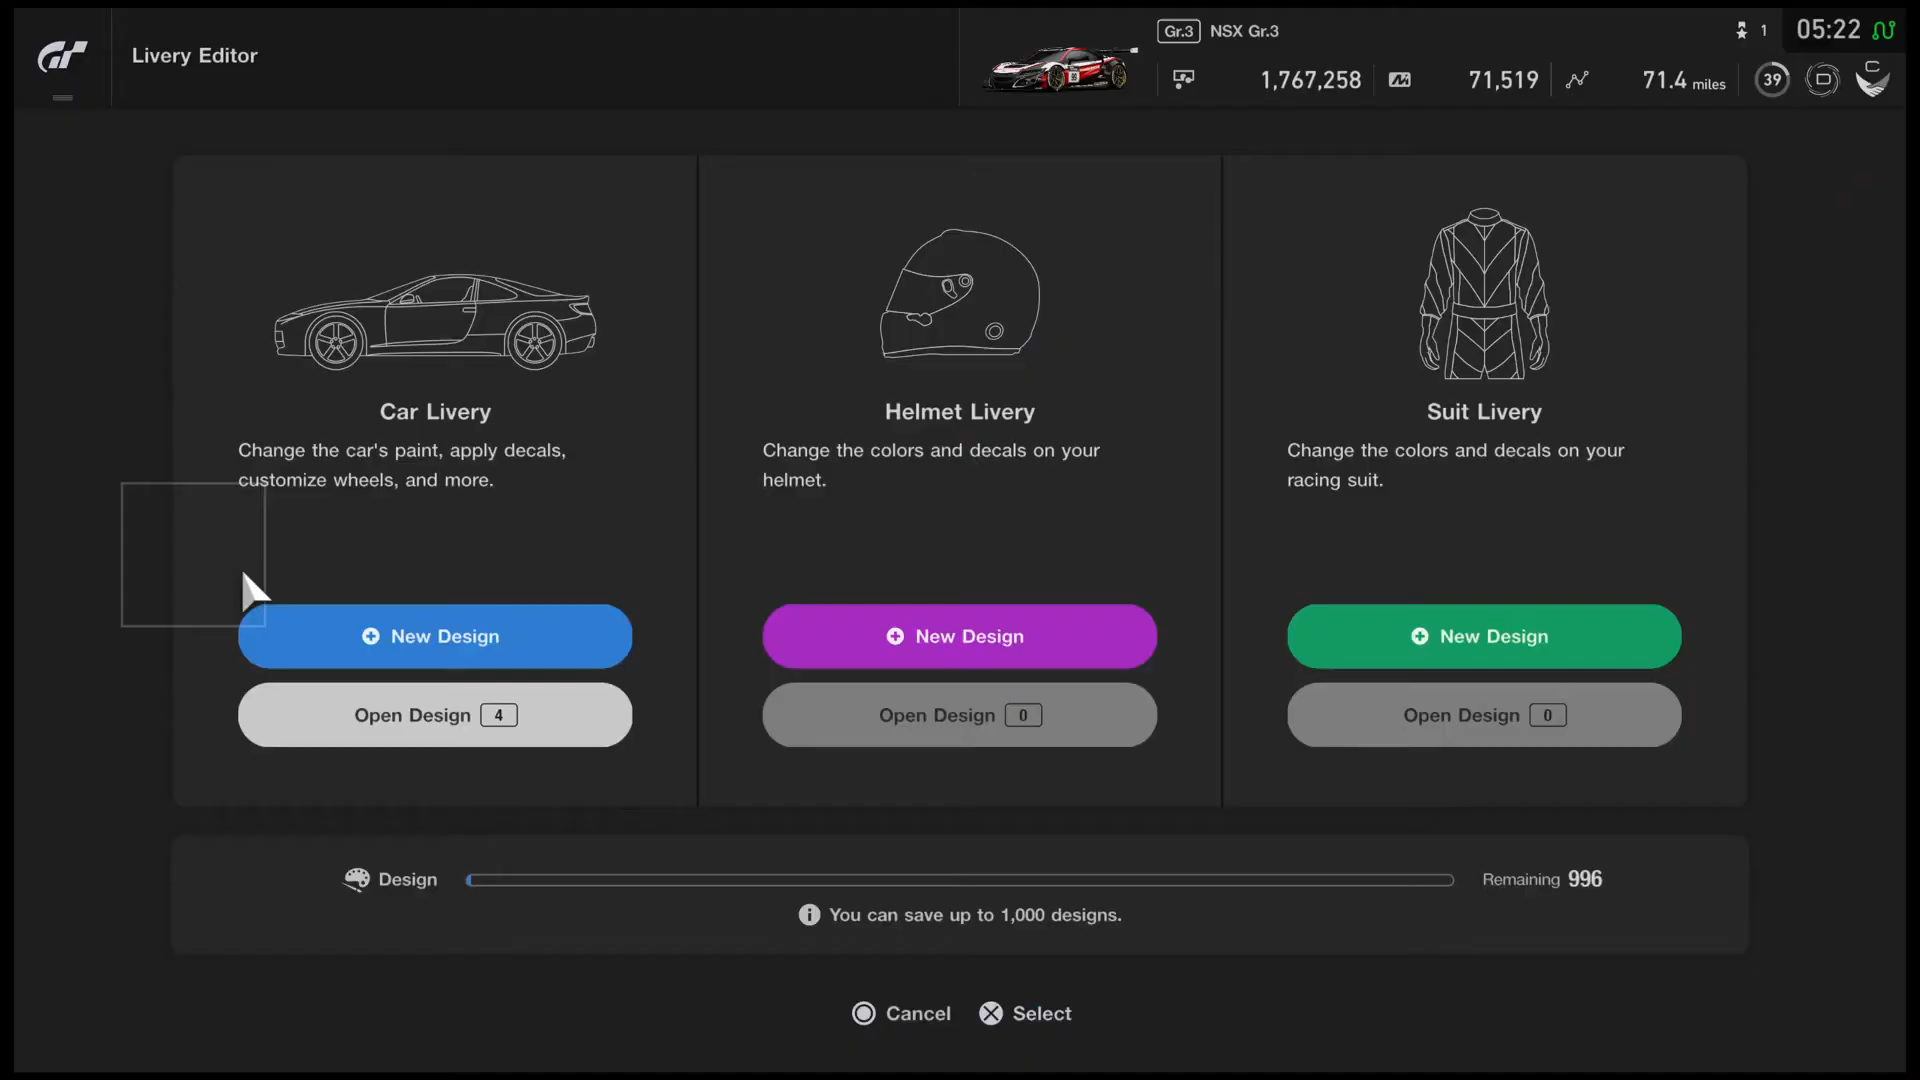 Livery Editor
Gr.3 NSX Gr.3
1 05:22
1,767,258 71,519 71.4 miles 39 D C
Car Livery
Change the car's paint, apply decals,
customize wheels, and more.
New Design
Open Design 4
Helmet Livery
Change the colors and decals on your
helmet.
New Design
Open Design 0
Suit Livery
Change the colors and decals on your
racing suit.
New Design
Open Design 0
Design Remaining 996
You can save up to 1,000 designs.
Cancel Select